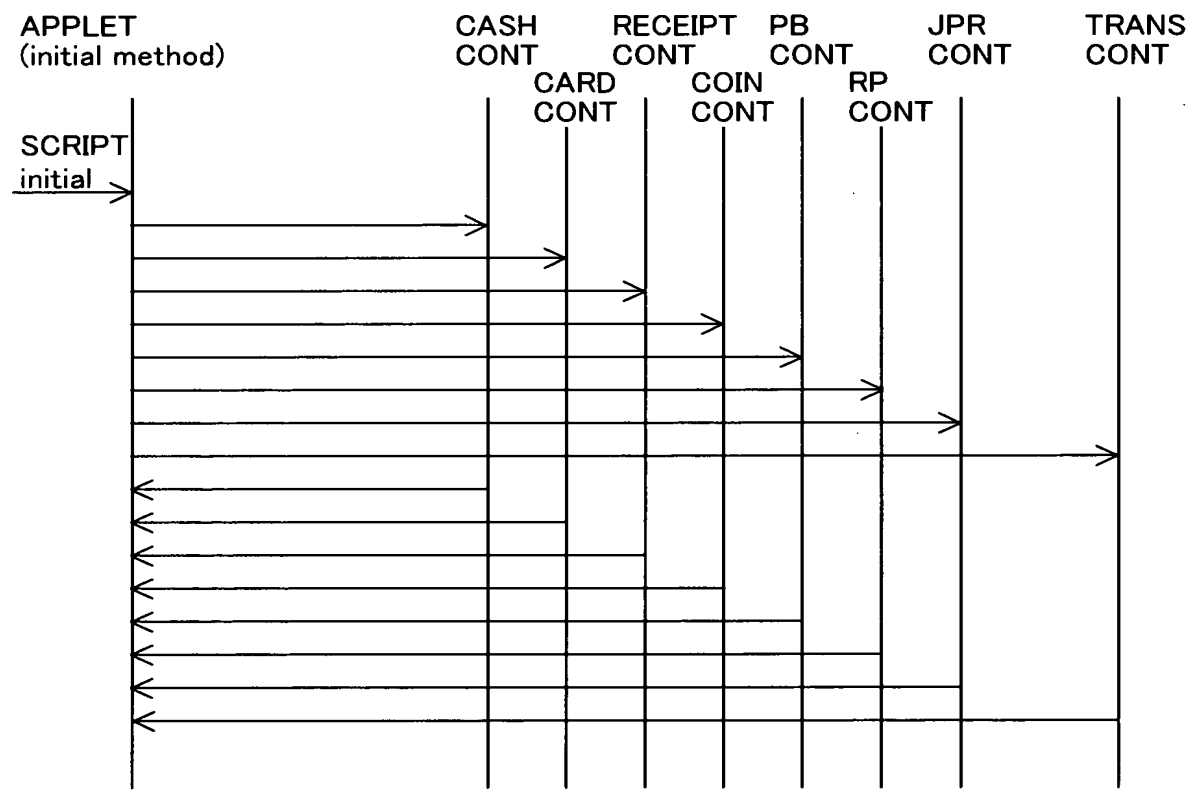 APPLET
(initial method)
CASH
CONT
RECEIPT
CONT
PB
CONT
JPR
CONT
TRANS
CONT
CARD
CONT
COIN
CONT
RP
CONT
SCRIPT
initial